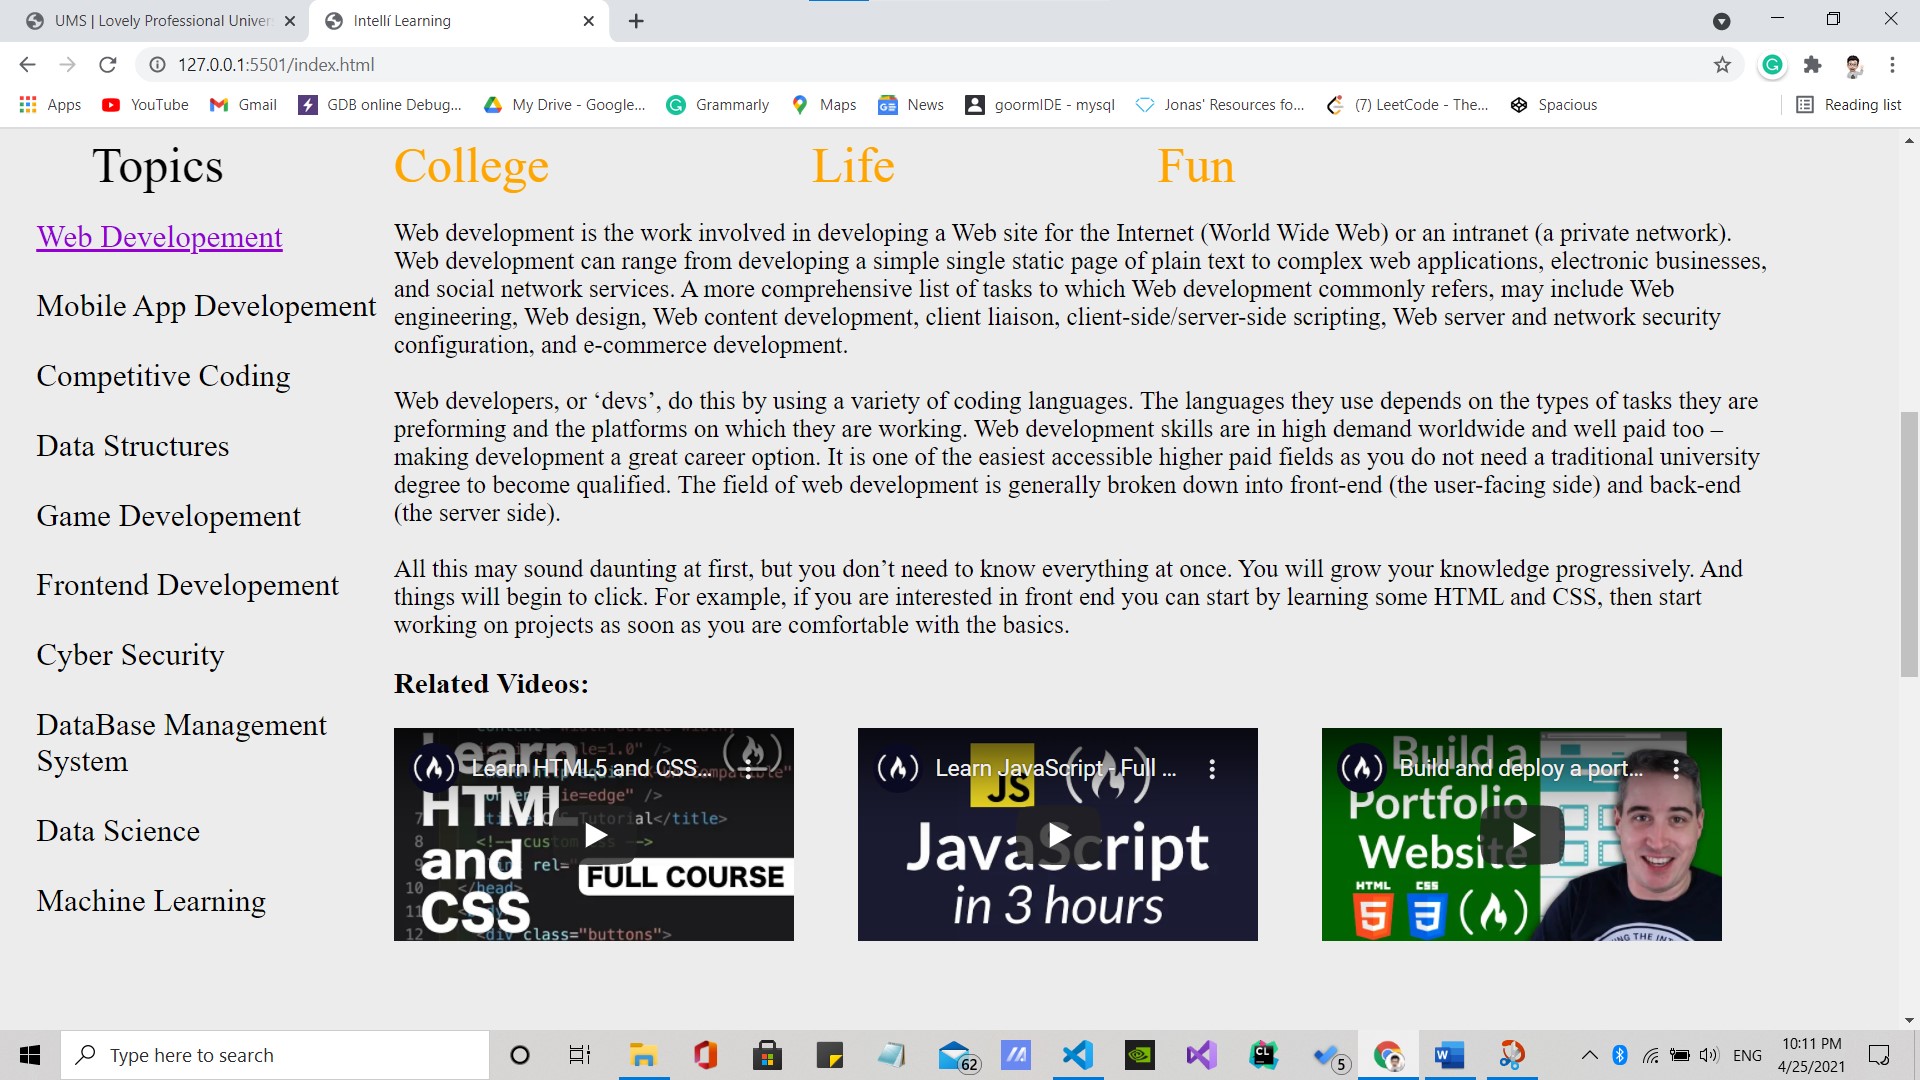 UMS | Lovely Professional Univer
Intellí Learning
127.0.0.1:5501/index.html
Apps
YouTube
Gmail
GDB online Debug...
My Drive - Google...
Grammarly
Maps
News
goormIDE - mysql
Jonas' Resources fo...
(7) LeetCode - The...
Spacious
Reading list
Topics
College
Life
Fun
Web Developement
Mobile App Developement
Competitive Coding
Data Structures
Game Developement
Frontend Developement
Cyber Security
DataBase Management
System
Data Science
Machine Learning
Web development is the work involved in developing a Web site for the Internet (World Wide Web) or an intranet (a private network).
Web development can range from developing a simple single static page of plain text to complex web applications, electronic businesses,
and social network services. A more comprehensive list of tasks to which Web development commonly refers, may include Web
engineering, Web design, Web content development, client liaison, client-side/server-side scripting, Web server and network security
configuration, and e-commerce development.
Web developers, or ‘devs’, do this by using a variety of coding languages. The languages they use depends on the types of tasks they are
preforming and the platforms on which they are working. Web development skills are in high demand worldwide and well paid too –
making development a great career option. It is one of the easiest accessible higher paid fields as you do not need a traditional university
degree to become qualified. The field of web development is generally broken down into front-end (the user-facing side) and back-end
(the server side).
All this may sound daunting at first, but you don’t need to know everything at once. You will grow your knowledge progressively. And
things will begin to click. For example, if you are interested in front end you can start by learning some HTML and CSS, then start
working on projects as soon as you are comfortable with the basics.
Related Videos:
Learn HTML5 and CSS...
Learn
HTML
and
CSS
FULL COURSE
7
8
9 rel=
10 </head>
11
12 <div class="buttons">
Learn JavaScript - Full ...
JS
JavaScript
in 3 hours
Build and deploy a port...
Build a
Portfolio
Website
HTML
5
CSS
3
Type here to search
62
CL
5
W
ENG
10:11 PM
4/25/2021